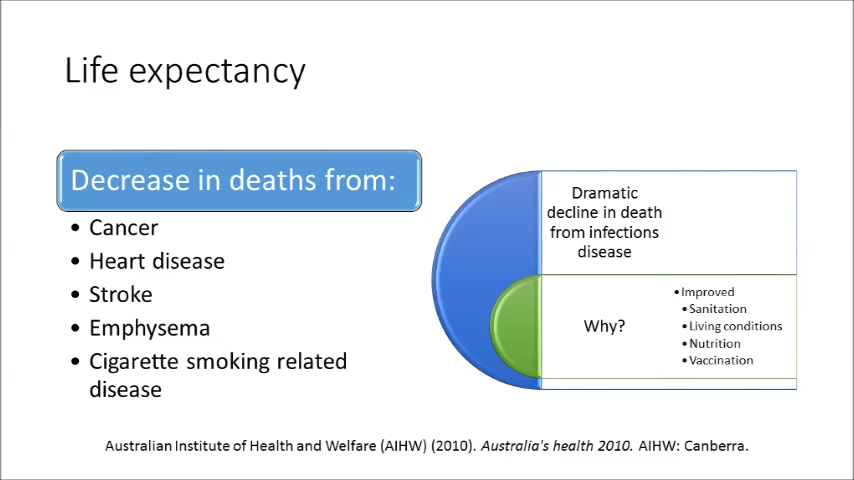 Life expectancy
Decrease in deaths from:
• Cancer
• Heart disease
• Stroke
• Emphysema
• Cigarette smoking related
disease
Dramatic
decline in death
from infections
disease
Why?
•Improved
•Sanitation
•Living conditions
•Nutrition
•Vaccination
Australian Institute of Health and Welfare (AIHW) (2010). Australia's health 2010. AIHW: Canberra.